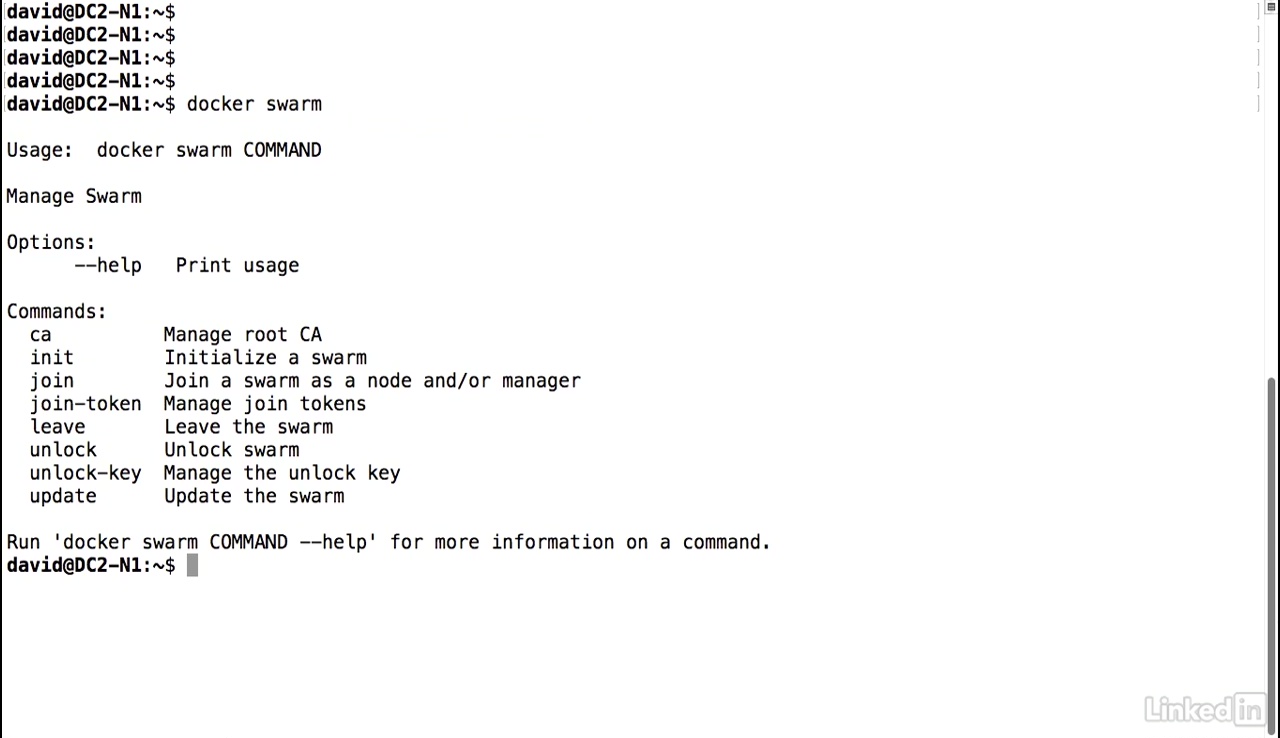 david@DC2-N1:~$
david@DC2-N1:~$
david@DC2-N1:~$
david@DC2-N1:~$
david@DC2-N1:~$ docker swarm
Usage:  docker swarm COMMAND
Manage Swarm
Options:
      --help   Print usage
Commands:
  ca          Manage root CA
  init        Initialize a swarm
  join        Join a swarm as a node and/or manager
  join-token  Manage join tokens
  leave       Leave the swarm
  unlock      Unlock swarm
  unlock-key  Manage the unlock key
  update      Update the swarm
Run 'docker swarm COMMAND --help' for more information on a command.
david@DC2-N1:~$
LinkedIn